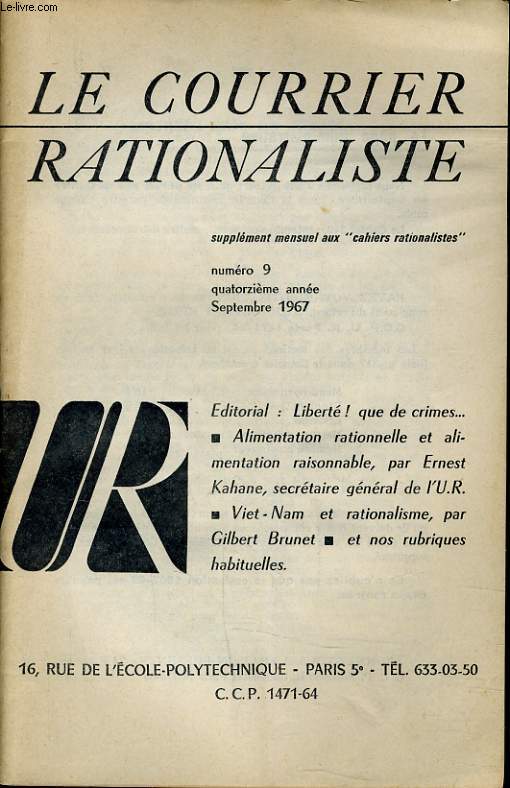 Le-livre.com
LE COURRIER
RATIONALISTE
supplément mensuel aux "cahiers rationalistes"
numéro 9
quatorzième année
Septembre 1967
UR
Editorial : Liberté ! que de crimes...
■ Alimentation rationnelle et ali-
mentation raisonnable, par Ernest
Kahane, secrétaire général de l'U.R.
■ Viet-Nam et rationalisme, par
Gilbert Brunet ■ et nos rubriques
habituelles.
16, RUE DE L'ÉCOLE-POLYTECHNIQUE - PARIS 5e - TÉL. 633-03-50
C.C.P. 1471-64